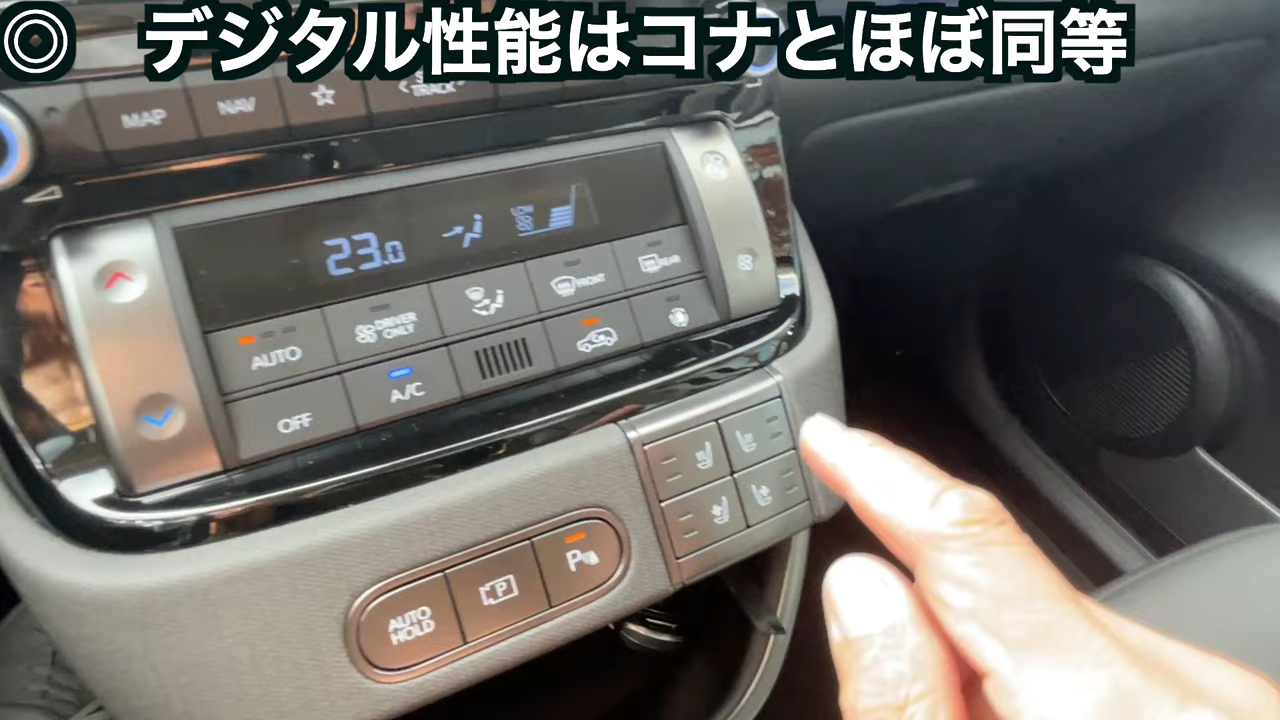 ◎ デジタル性能はコナとほぼ同等
MAP
NAV
☆
TRACK
23.0
AUTO
DRIVER ONLY
FRONT
REAR
OFF
A/C
AUTO HOLD
P
P